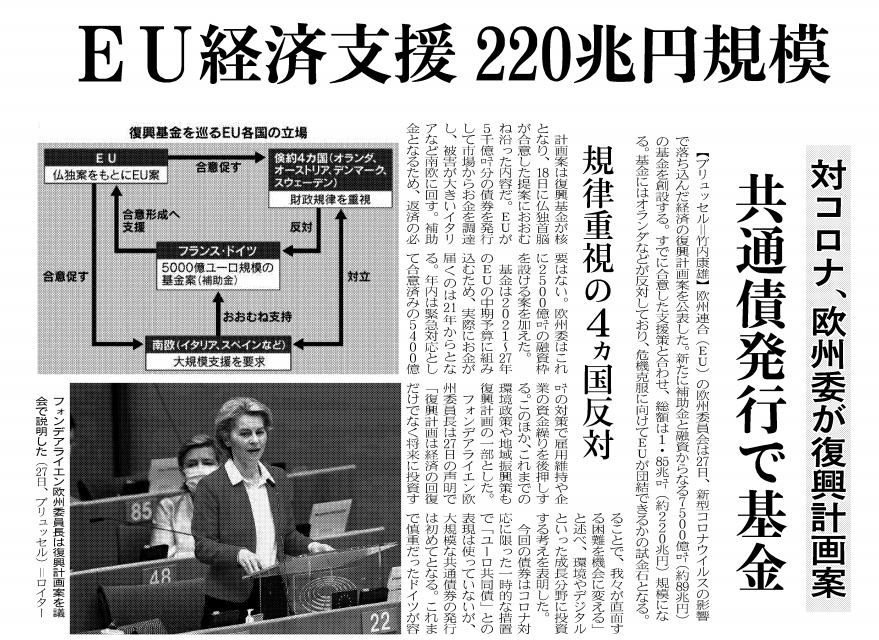 ＥＵ経済支援 220兆円規模
対コロナ、欧州委が復興計画案
共通債発行で基金
規律重視の4ヵ国反対
【ブリュッセル＝竹内康雄】欧州連合（ＥＵ）の欧州委員会は27日、新型コロナウイルスの影響
で落ち込んだ経済の復興計画案を公表した。新たに補助金と融資からなる7500億ユーロ（約89兆円）
の基金を創設する。すでに合意した支援策と合わせ、総額は1・85兆ユーロ（約220兆円）規模にな
る。基金にはオランダなどが反対しており、危機克服に向けてＥＵが団結できるかの試金石となる。
計画案は復興基金が核
となり、18日に仏独首脳
が合意した提案におおむ
ね沿った内容だ。ＥＵが
5千億ユーロ分の債券を発行
して市場からお金を調達
し、被害が大きいイタリ
アなど南欧に回す。補助
金となるため、返済の必
要はない。欧州委はこれ
に2500億ユーロの融資枠
を設ける案を加えた。
基金は2021～27年
のＥＵの中期予算に組み
込むため、実際にお金が
届くのは21年からとな
る。年内は緊急対応とし
て合意済みの5400億
ユーロの対策で雇用維持や企
業の資金繰りを後押しす
る。このほか、これまでの
環境政策や地域振興策も
復興計画の一部とした。
フォンデアライエン欧
州委員長は27日の声明で
「復興計画は経済の回復
だけでなく将来に投資す
ることで、我々が直面す
る困難を機会に変える」
と述べ、環境やデジタル
といった成長分野に投資
する考えを表明した。
今回の債券はコロナ対
応に限った一時的な措置
で「ユーロ共同債」との
表現は使っていないが、
大規模な共通債券の発行
は初めてとなる。これま
で慎重だったドイツが容
復興基金を巡るEU各国の立場
ＥＵ
仏独案をもとにEU案
合意促す
倹約4カ国（オランダ、
オーストリア、デンマーク、
スウェーデン）
財政規律を重視
合意形成へ
支援
反対
フランス・ドイツ
5000億ユーロ規模の
基金案（補助金）
合意促す
対立
おおむね支持
南欧（イタリア、スペインなど）
大規模支援を要求
フォンデアライエン欧州委員長は復興計画案を議
会で説明した（27日、ブリュッセル）＝ロイター
85
48
22